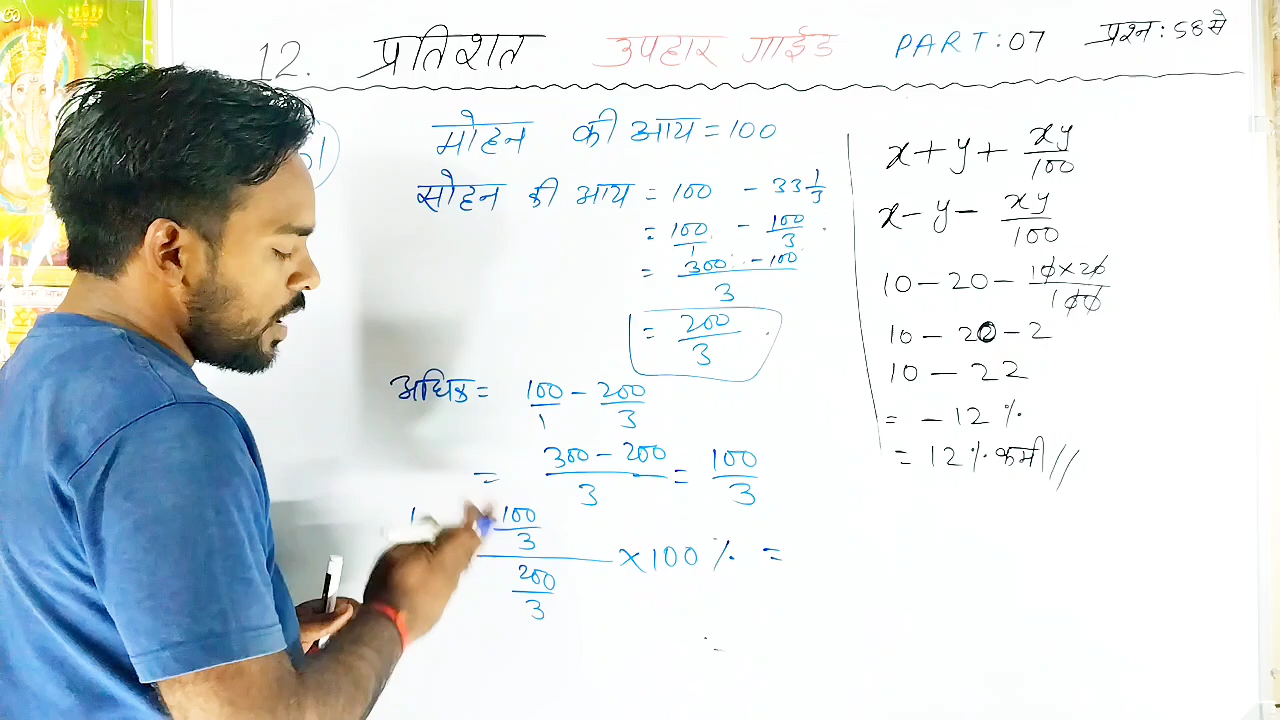 12. प्रतिशत उपहार गाईड PART:07 प्रश्न:58 से
मोहन की आय = 100
सोहन की आय = 100 - 33 1/3
= 100/1 - 100/3
= 300 - 100 / 3
= 200/3
अधिक = 100/1 - 200/3
= 300 - 200 / 3 = 100/3
100/3 / 200/3 × 100 % =
x + y + xy/100
x - y - xy/100
10 - 20 - 10×20/100
10 - 20 - 2
10 - 22
= - 12 %
= 12 % कमी //